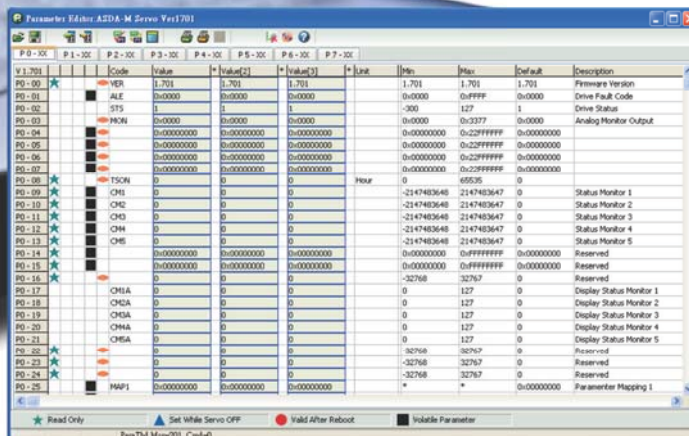 Parameter Editor:ASDA-M Servo Ver1701
P0-XX P1-XX P2-XX P3-XX P4-XX P5-XX P6-XX P7-XX
V 1.701 Code Value * Value[2] * Value[3] * Unit Min Max Default Description
P0 - 00 VER 1.701 1.701 1.701 1.701 1.701 1.701 Firmware Version
P0 - 01 ALE 0x0000 0x0000 0x0000 0x0000 0xFFFF 0x0000 Drive Fault Code
P0 - 02 STS 1 1 1 -300 127 1 Drive Status
P0 - 03 MON 0x0000 0x0000 0x0000 0x0000 0x3377 0x0000 Analog Monitor Output
P0 - 04 0x00000000 0x00000000 0x00000000 0x00000000 0x22FFFFFF 0x00000000
P0 - 05 0x00000000 0x00000000 0x00000000 0x00000000 0x22FFFFFF 0x00000000
P0 - 06 0x00000000 0x00000000 0x00000000 0x00000000 0x22FFFFFF 0x00000000
P0 - 07 0x00000000 0x00000000 0x00000000 0x00000000 0x22FFFFFF 0x00000000
P0 - 08 TSON 0 0 0 Hour 0 65535 0
P0 - 09 CM1 0 0 0 -2147483648 2147483647 0 Status Monitor 1
P0 - 10 CM2 0 0 0 -2147483648 2147483647 0 Status Monitor 2
P0 - 11 CM3 0 0 0 -2147483648 2147483647 0 Status Monitor 3
P0 - 12 CM4 0 0 0 -2147483648 2147483647 0 Status Monitor 4
P0 - 13 CM5 0 0 0 -2147483648 2147483647 0 Status Monitor 5
P0 - 14 0x00000000 0x00000000 0x00000000 0x00000000 0xFFFFFFFF 0x00000000 Reserved
P0 - 15 0x00000000 0x00000000 0x00000000 0x00000000 0xFFFFFFFF 0x00000000 Reserved
P0 - 16 0 0 0 -32768 32767 0 Reserved
P0 - 17 CM1A 0 0 0 0 127 0 Display Status Monitor 1
P0 - 18 CM2A 0 0 0 0 127 0 Display Status Monitor 2
P0 - 19 CM3A 0 0 0 0 127 0 Display Status Monitor 3
P0 - 20 CM4A 0 0 0 0 127 0 Display Status Monitor 4
P0 - 21 CM5A 0 0 0 0 127 0 Display Status Monitor 5
P0 - 22 0 0 0 -32768 32767 0 Reserved
P0 - 23 0 0 0 -32768 32767 0 Reserved
P0 - 24 0 0 0 -32768 32767 0 Reserved
P0 - 25 MAP1 0x00000000 0x00000000 0x00000000 * * 0x00000000 Paramenter Mapping 1
Read Only Set While Servo OFF Valid After Reboot Volatile Parameter